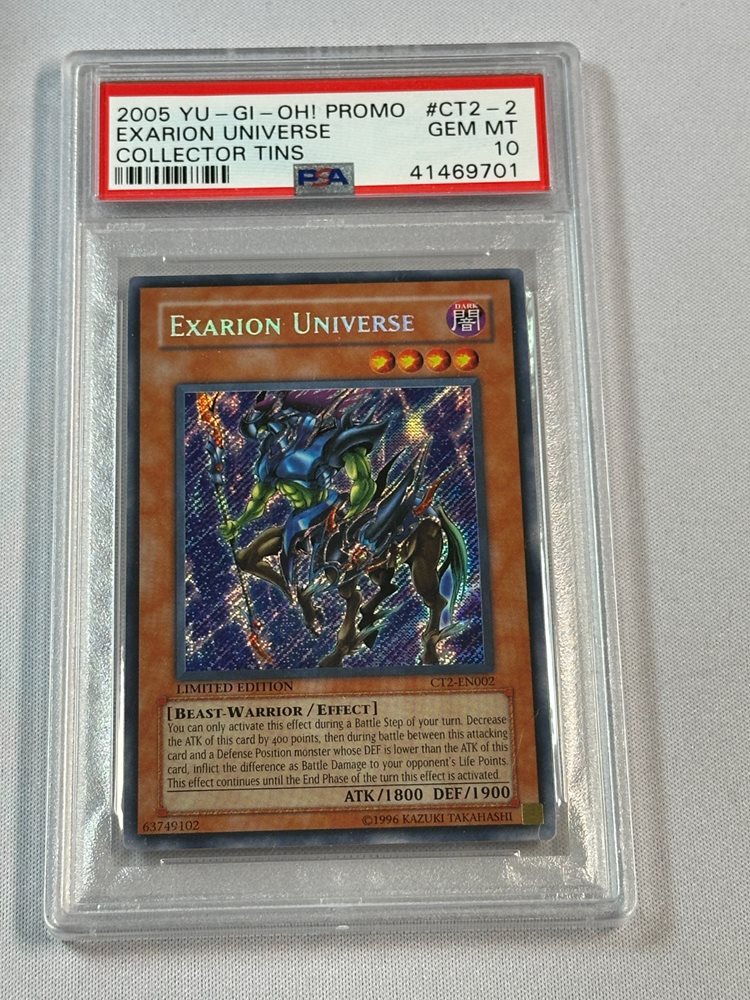 2005 YU-GI-OH! PROMO #CT2-2
EXARION UNIVERSE GEM MT
COLLECTOR TINS 10
PSA 41469701
EXARION UNIVERSE
DARK
闇
LIMITED EDITION CT2-EN002
[BEAST-WARRIOR/EFFECT]
You can only activate this effect during a Battle Step of your turn. Decrease
the ATK of this card by 400 points, then during battle between this attacking
card and a Defense Position monster whose DEF is lower than the ATK of this
card, inflict the difference as Battle Damage to your opponent's Life Points.
This effect continues until the End Phase of the turn this effect is activated.
ATK/1800 DEF/1900
63749102 ©1996 KAZUKI TAKAHASHI